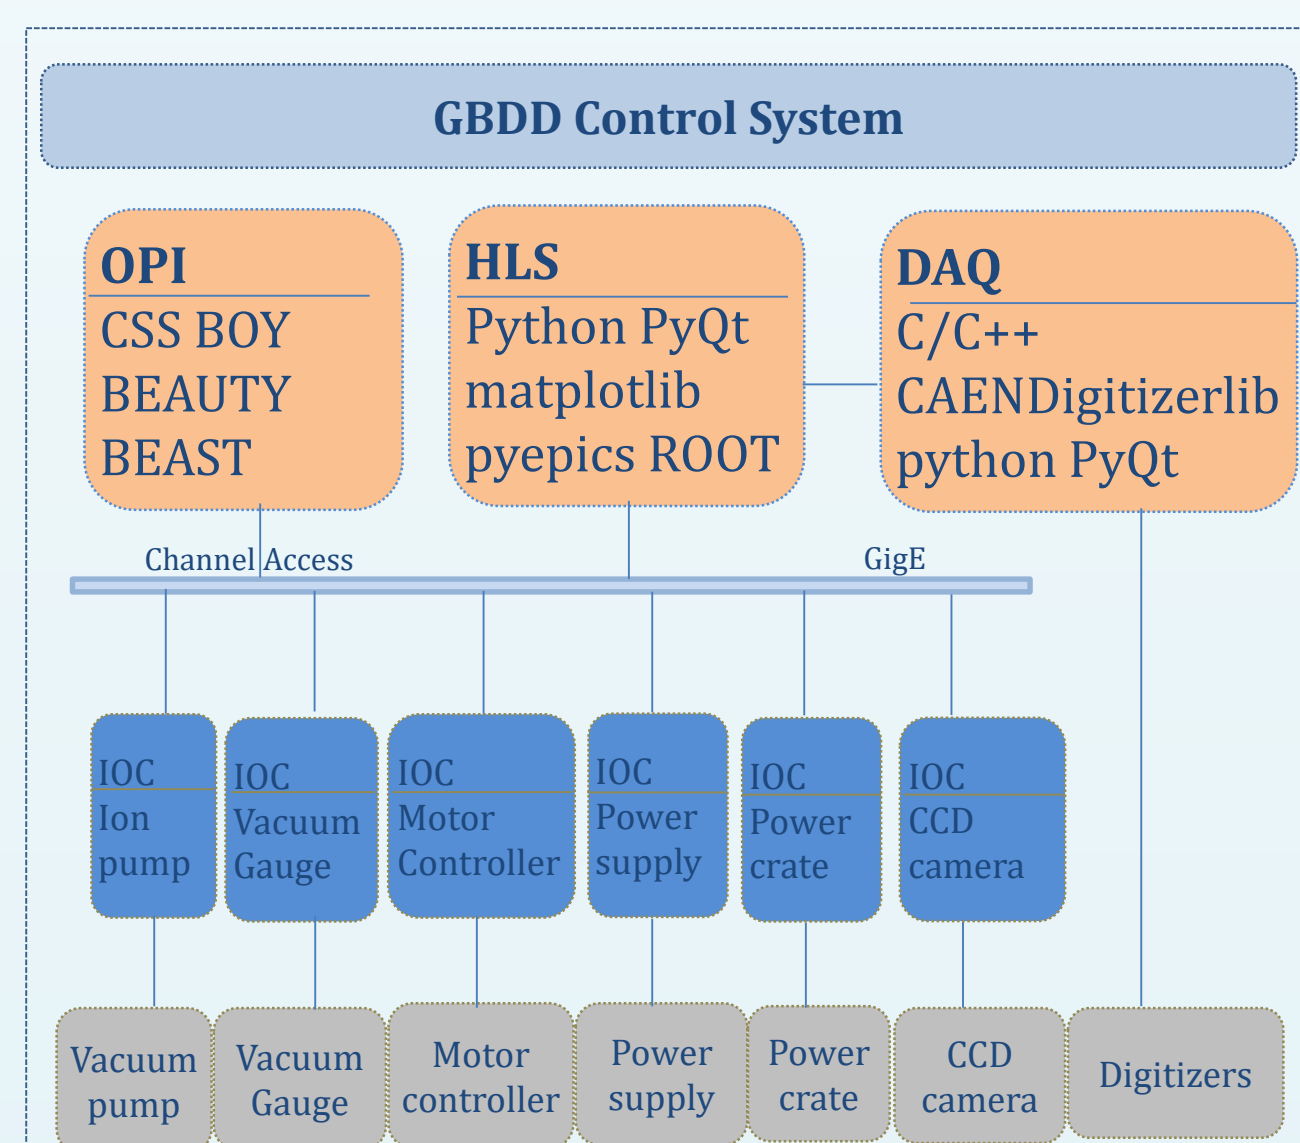 GBDD Control System
OPI
CSS BOY
BEAUTY
BEAST
HLS
Python PyQt
matplotlib
pyepics ROOT
DAQ
C/C++
CAENDigitizerlib
python PyQt
Channel Access
GigE
IOC
Ion
pump
IOC
Vacuum
Gauge
IOC
Motor
Controller
IOC
Power
supply
IOC
Power
crate
IOC
CCD
camera
Vacuum
pump
Vacuum
Gauge
Motor
controller
Power
supply
Power
crate
CCD
camera
Digitizers